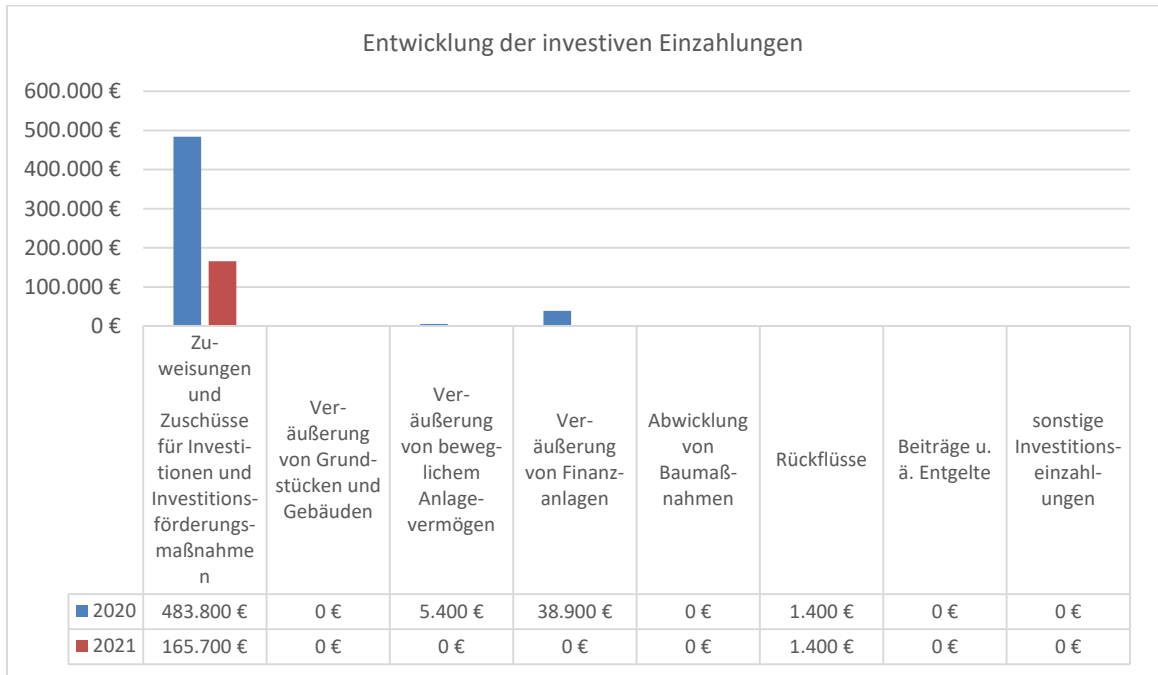 Entwicklung der investiven Einzahlungen
600.000 €
500.000 €
400.000 €
300.000 €
200.000 €
100.000 €
0 €
Zu-
weisungen
und
Zuschüsse
für Investi-
tionen und
Investitions-
förderungs-
maßnahme
n
Ver-
äußerung
von Grund-
stücken und
Gebäuden
Ver-
äußerung
von beweg-
lichem
Anlage-
vermögen
Ver-
äußerung
von Finanz-
anlagen
Abwicklung
von
Baumaß-
nahmen
Rückflüsse
Beiträge u.
ä. Entgelte
sonstige
Investitions-
einzahl-
ungen
2020 483.800 € 0 € 5.400 € 38.900 € 0 € 1.400 € 0 € 0 €
2021 165.700 € 0 € 0 € 0 € 0 € 1.400 € 0 € 0 €